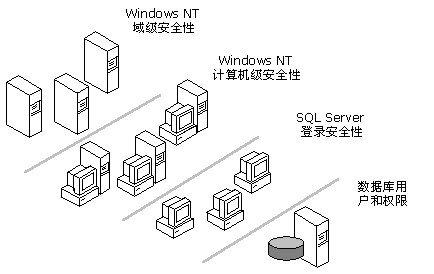 Windows NT
域级安全性
Windows NT
计算机级安全性
SQL Server
登录安全性
数据库用
户和权限